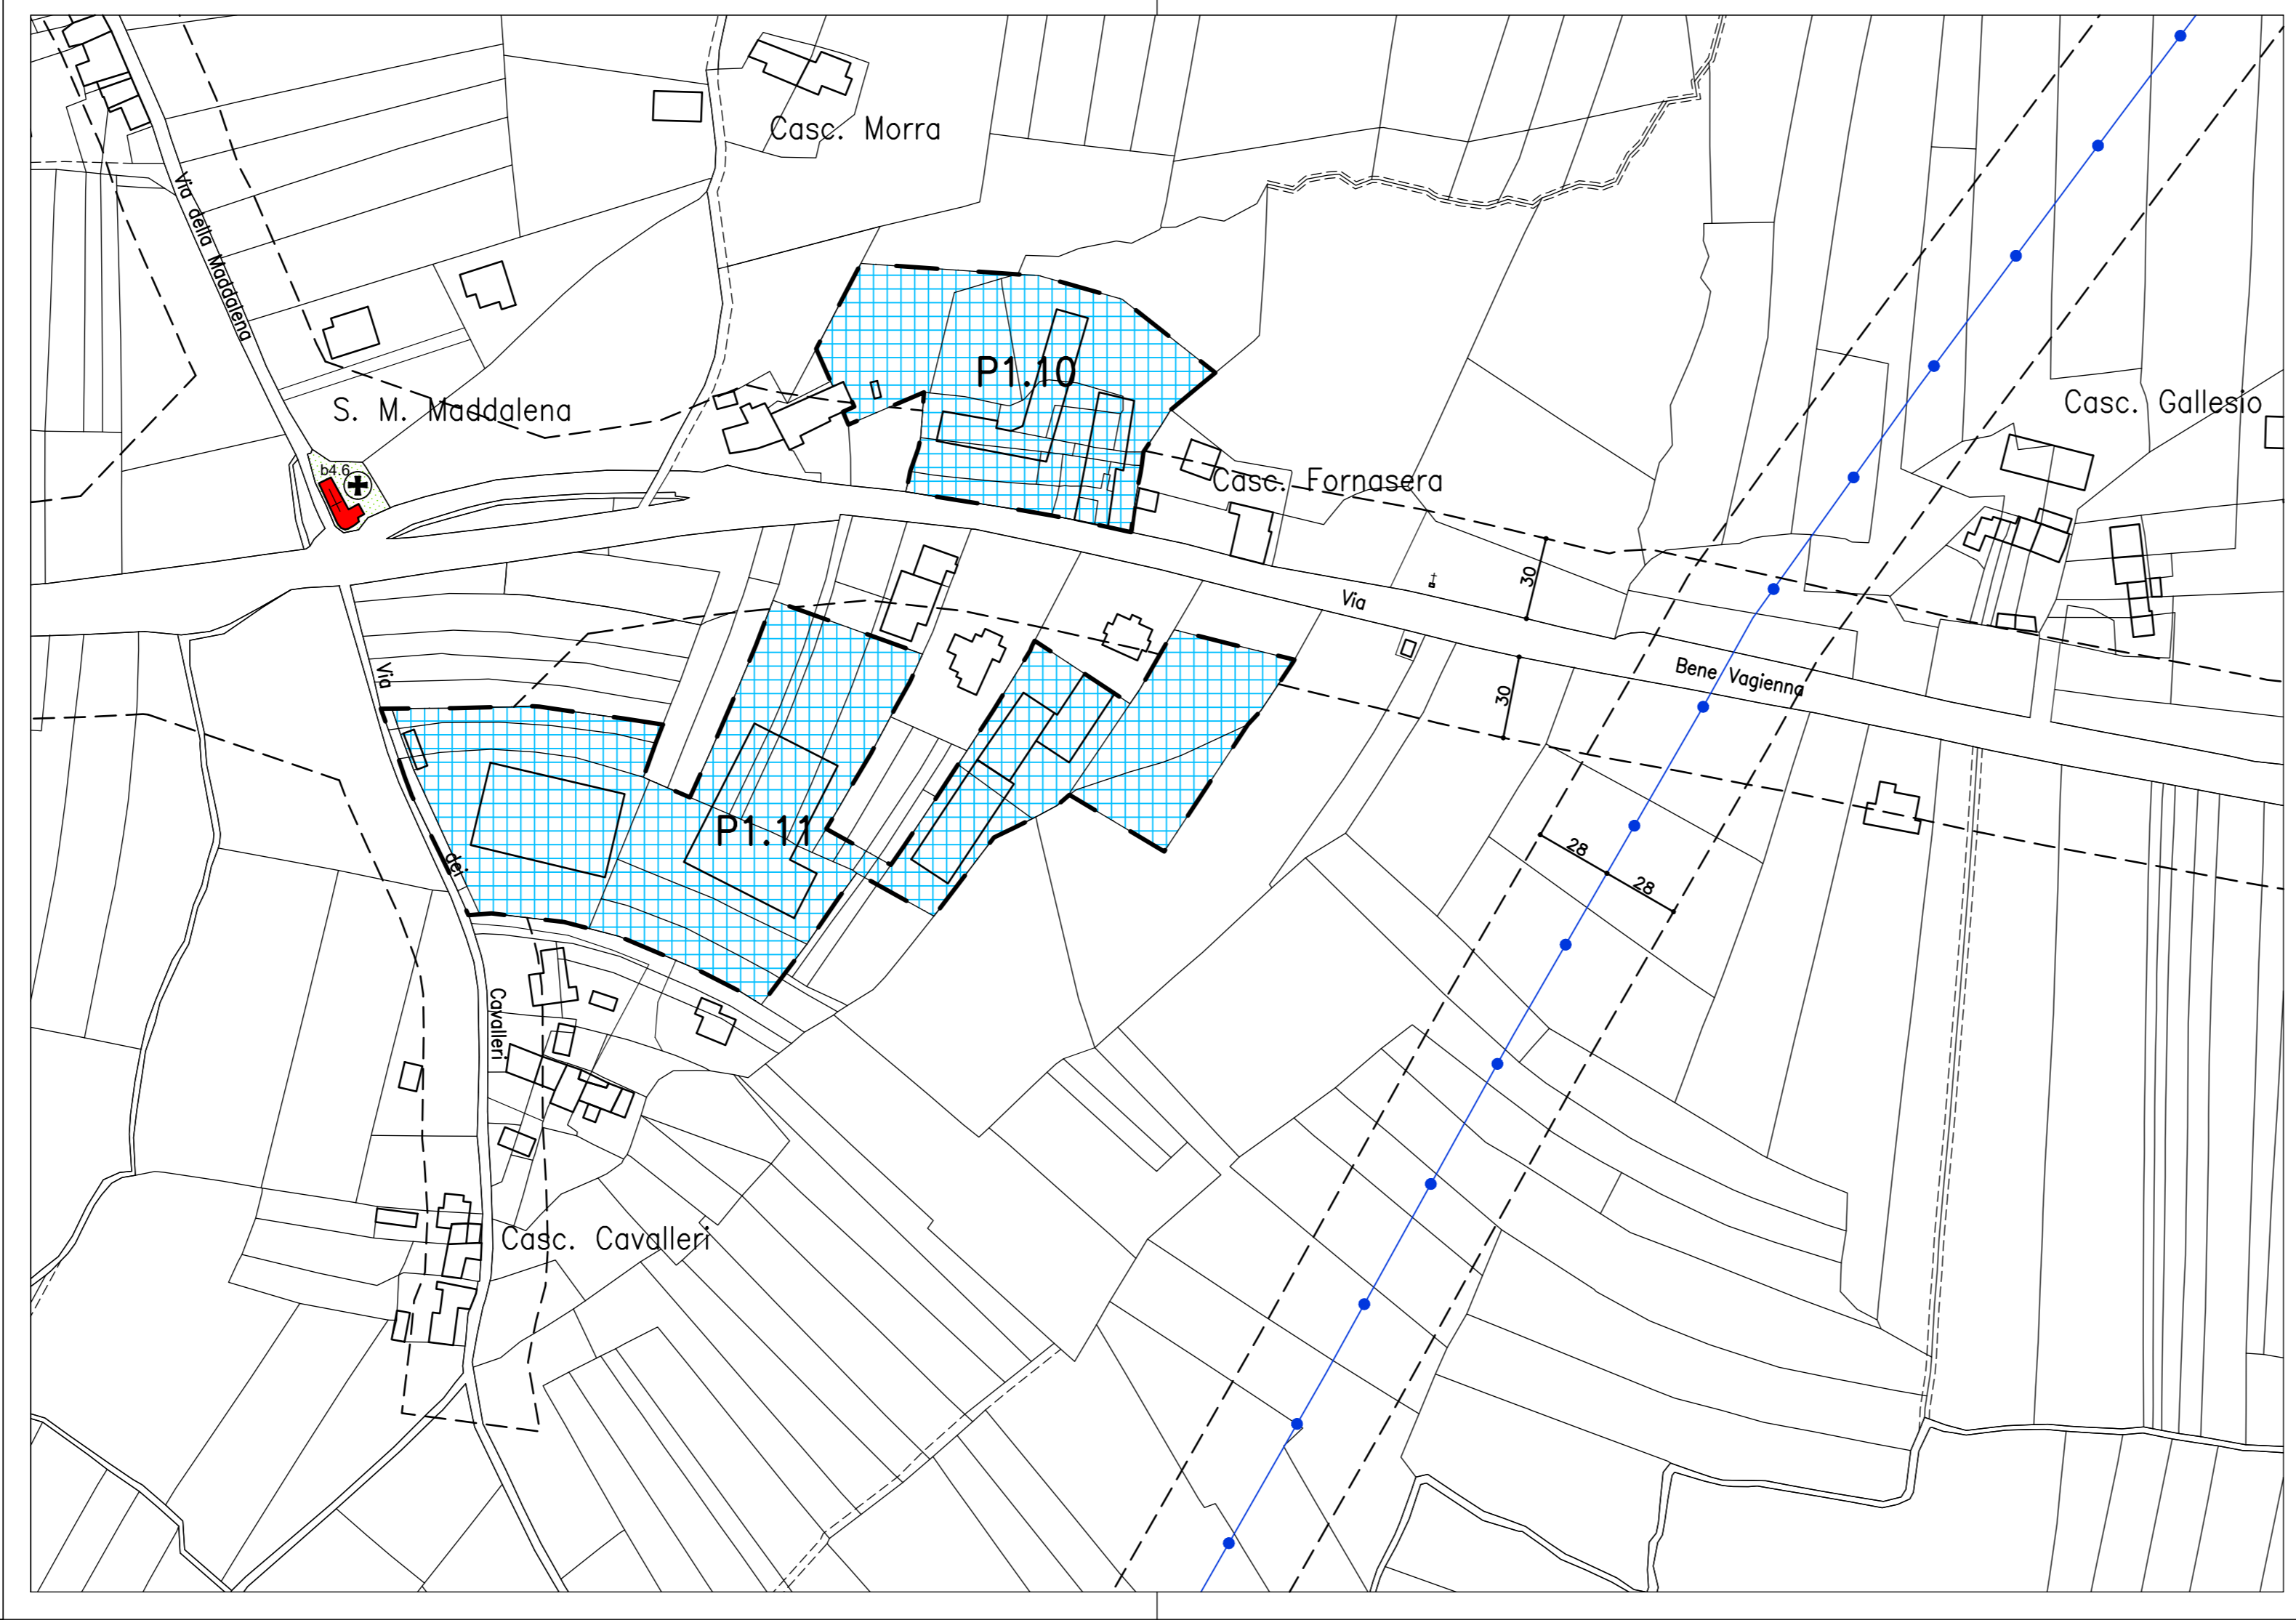 Casc. Morra
Via della Maddalena
P1.10
S. M. Maddalena
Casc. Gallesio
b4.6
Casc. Fornasera
30
Via
Bene Vagienna
30
Via
dei
Cavalleri
P1.11
28
28
Casc. Cavalleri